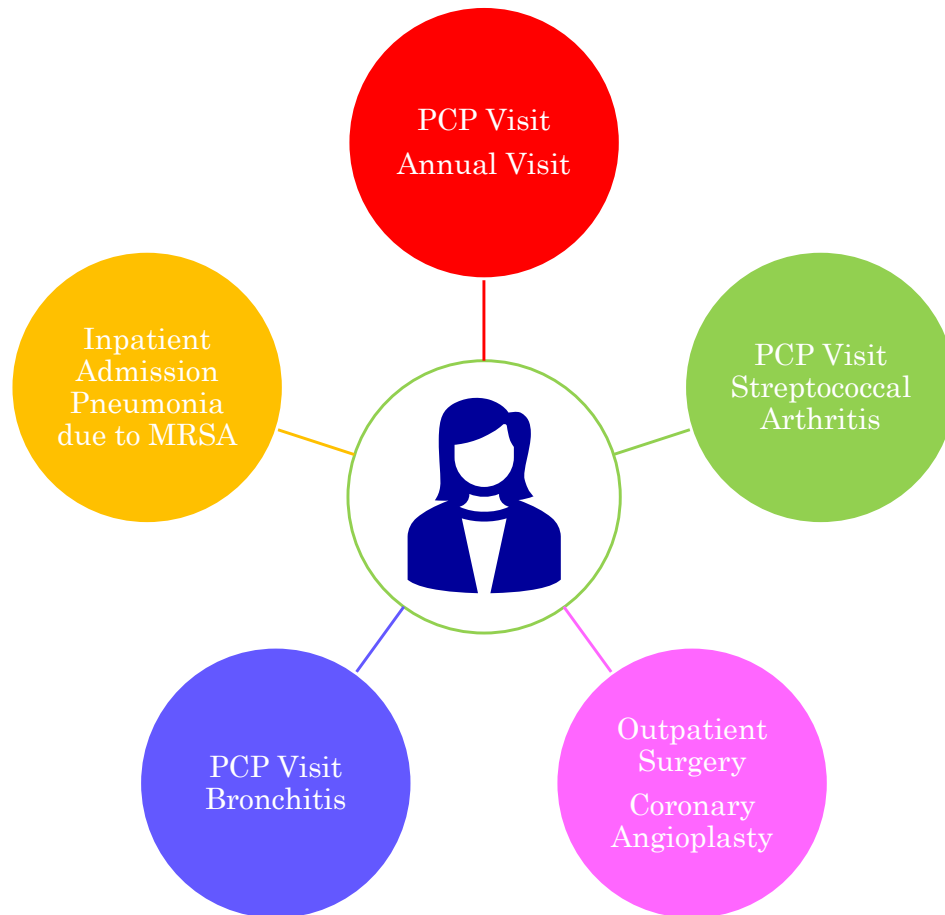 PCP Visit
Annual Visit
PCP Visit
Streptococcal
Arthritis
Outpatient
Surgery
Coronary
Angioplasty
PCP Visit
Bronchitis
Inpatient
Admission
Pneumonia
due to MRSA